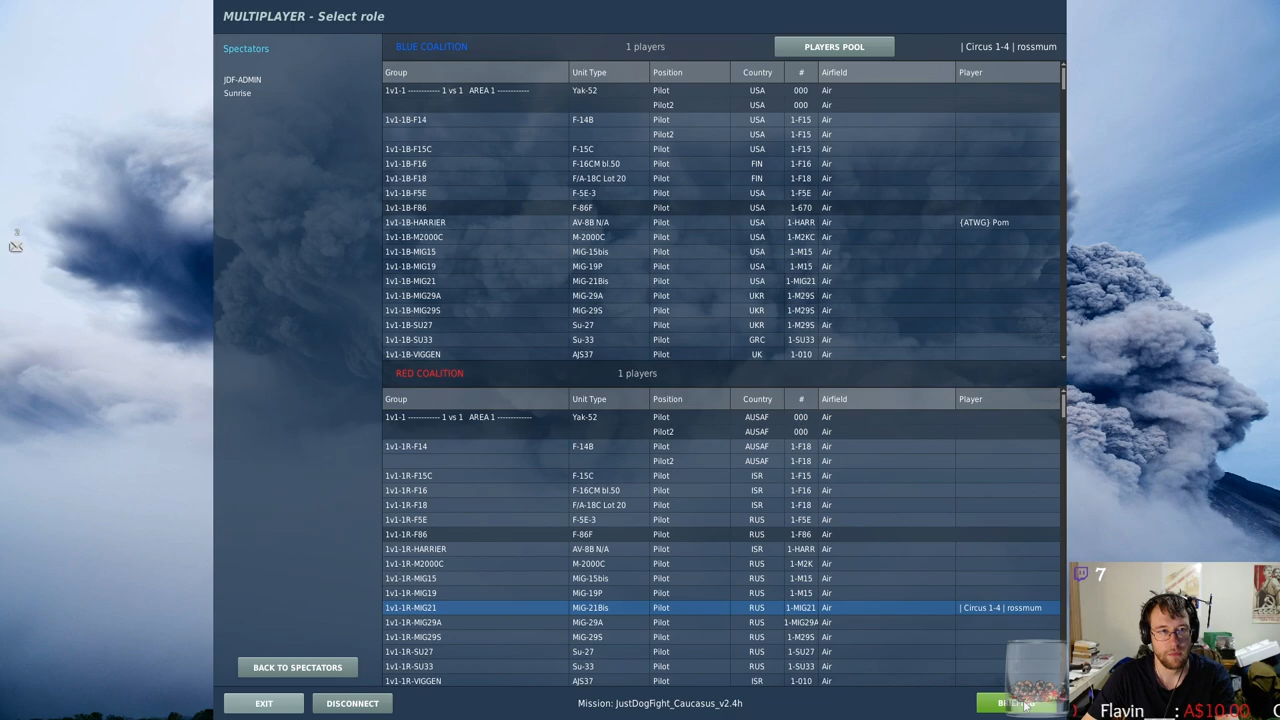 MULTIPLAYER - Select role
Spectators
JDF-ADMIN
Sunrise
BLUE COALITION 1 players PLAYERS POOL | Circus 1-4 | rossmum
Group Unit Type Position Country # Airfield Player
1v1-1 ------------ 1 vs 1 AREA 1 ------------ Yak-52 Pilot USA 000 Air
Pilot2 USA 000 Air
1v1-1B-F14 F-14B Pilot USA 1-F15 Air
Pilot2 USA 1-F15 Air
1v1-1B-F15C F-15C Pilot USA 1-F15 Air
1v1-1B-F16 F-16CM bl.50 Pilot FIN 1-F16 Air
1v1-1B-F18 F/A-18C Lot 20 Pilot FIN 1-F18 Air
1v1-1B-F5E F-5E-3 Pilot USA 1-F5E Air
1v1-1B-F86 F-86F Pilot USA 1-670 Air
1v1-1B-HARRIER AV-8B N/A Pilot USA 1-HARR Air {ATWG} Pom
1v1-1B-M2000C M-2000C Pilot USA 1-M2KC Air
1v1-1B-MIG15 MiG-15bis Pilot USA 1-M15 Air
1v1-1B-MIG19 MiG-19P Pilot USA 1-M15 Air
1v1-1B-MIG21 MiG-21Bis Pilot USA 1-MIG21 Air
1v1-1B-MIG29A MiG-29A Pilot UKR 1-M29S Air
1v1-1B-MIG29S MiG-29S Pilot UKR 1-M29S Air
1v1-1B-SU27 Su-27 Pilot UKR 1-M29S Air
1v1-1B-SU33 Su-33 Pilot GRC 1-SU33 Air
1v1-1B-VIGGEN AJS37 Pilot UK 1-010 Air
RED COALITION 1 players
Group Unit Type Position Country # Airfield Player
1v1-1 ------------ 1 vs 1 AREA 1 ------------- Yak-52 Pilot AUSAF 000 Air
Pilot2 AUSAF 000 Air
1v1-1R-F14 F-14B Pilot AUSAF 1-F18 Air
Pilot2 AUSAF 1-F18 Air
1v1-1R-F15C F-15C Pilot ISR 1-F15 Air
1v1-1R-F16 F-16CM bl.50 Pilot ISR 1-F16 Air
1v1-1R-F18 F/A-18C Lot 20 Pilot ISR 1-F18 Air
1v1-1R-F5E F-5E-3 Pilot RUS 1-F5E Air
1v1-1R-F86 F-86F Pilot RUS 1-F86 Air
1v1-1R-HARRIER AV-8B N/A Pilot ISR 1-HARR Air
1v1-1R-M2000C M-2000C Pilot RUS 1-M2K Air
1v1-1R-MIG15 MiG-15bis Pilot RUS 1-M15 Air
1v1-1R-MIG19 MiG-19P Pilot RUS 1-M15 Air
1v1-1R-MIG21 MiG-21Bis Pilot RUS 1-MIG21 Air | Circus 1-4 | rossmum
1v1-1R-MIG29A MiG-29A Pilot RUS 1-MIG29A Air
1v1-1R-MIG29S MiG-29S Pilot RUS 1-M29S Air
1v1-1R-SU27 Su-27 Pilot RUS 1-SU27 Air
1v1-1R-SU33 Su-33 Pilot RUS 1-SU33 Air
1v1-1R-VIGGEN AJS37 Pilot ISR 1-010 Air
BACK TO SPECTATORS
EXIT DISCONNECT Mission: JustDogFight_Caucasus_v2.4h
7
Flavin___: A$10.00